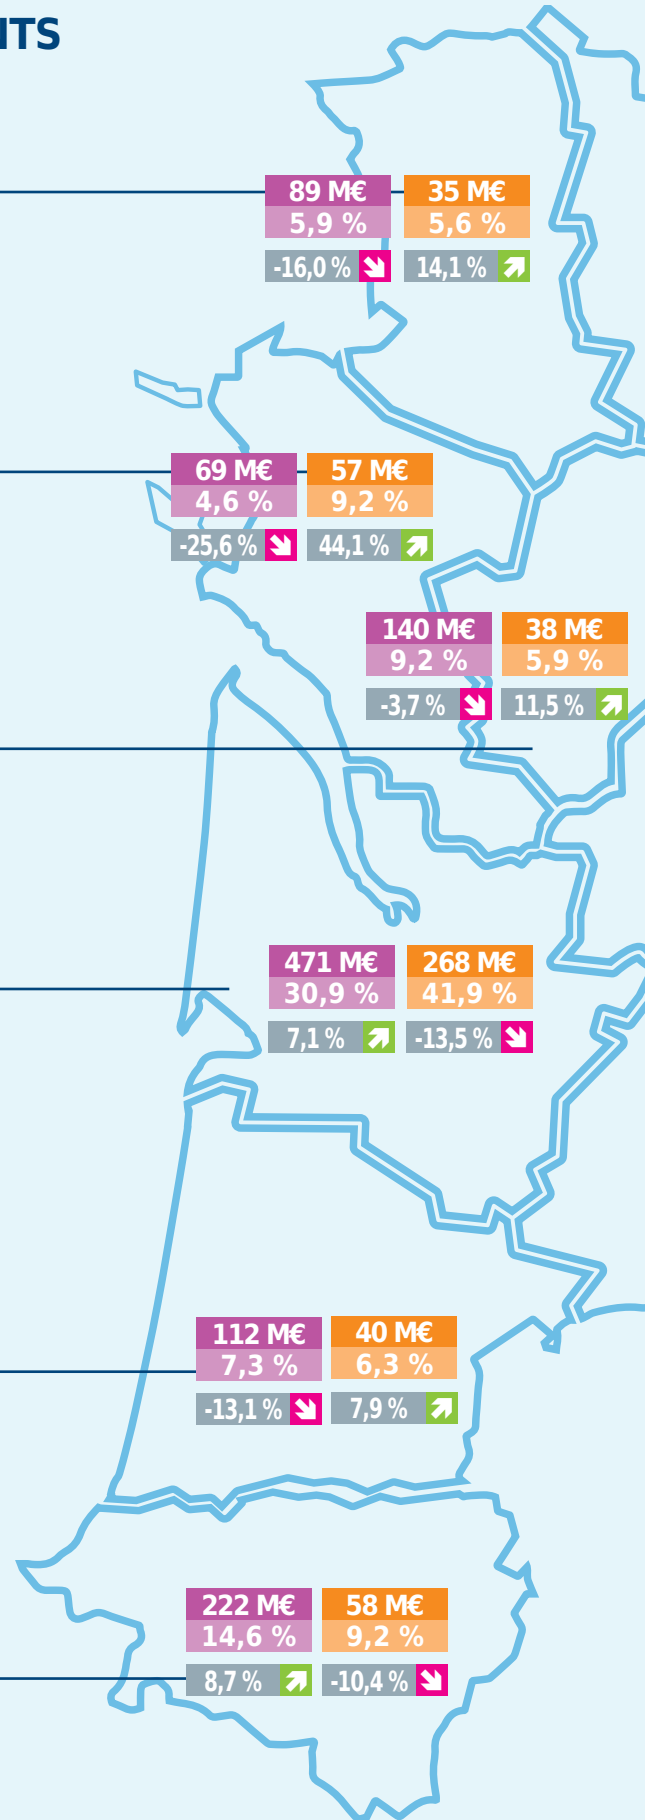 NTS
89 M€ 35 M€
5,9 % 5,6 %
-16,0 % 14,1 %
69 M€ 57 M€
4,6 % 9,2 %
-25,6 % 44,1 %
140 M€ 38 M€
9,2 % 5,9 %
-3,7 % 11,5 %
471 M€ 268 M€
30,9 % 41,9 %
7,1 % -13,5 %
112 M€ 40 M€
7,3 % 6,3 %
-13,1 % 7,9 %
222 M€ 58 M€
14,6 % 9,2 %
8,7 % -10,4 %